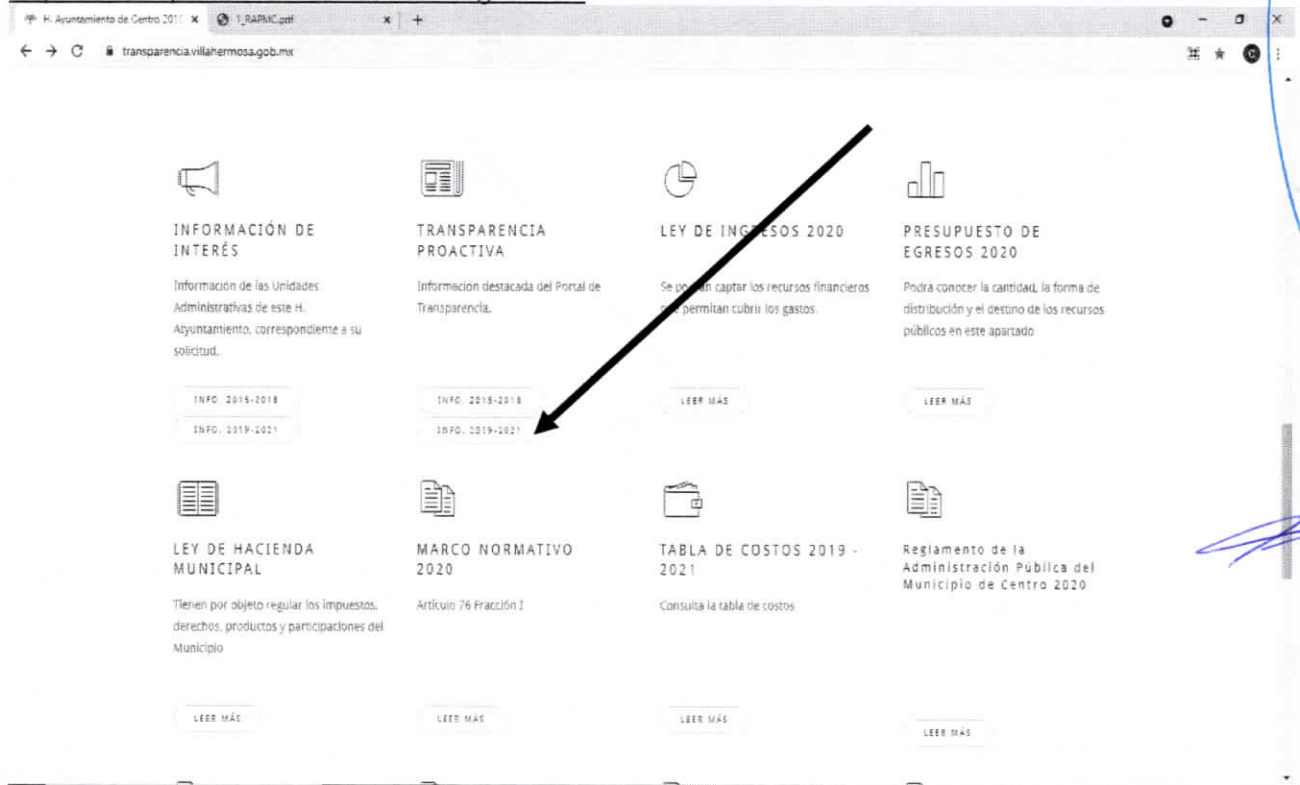 H. Ayuntamiento de Centro 201
1_RAPMC.pdf
transparencia.villahermosa.gob.mx
INFORMACIÓN DE
INTERÉS
Información de las Unidades
Administrativas de este H.
Atyuntamiento, correspondiente a su
solicitud.
INFO. 2015-2018
INFO. 2019-2021
TRANSPARENCIA
PROACTIVA
Información destacada del Portal de
Transparencia.
INFO. 2015-2018
INFO. 2019-2021
LEY DE INGRESOS 2020
Se podrán captar los recursos financieros
que permitan cubrir los gastos
LEER MÁS
PRESUPUESTO DE
EGRESOS 2020
Podrá conocer la cantidad, la forma de
distribución y el destino de los recursos
públicos en este apartado
LEER MÁS
LEY DE HACIENDA
MUNICIPAL
Tienen por objeto regular los impuestos,
derechos, productos y participaciones del
Municipio
LEER MÁS
MARCO NORMATIVO
2020
Artículo 76 Fracción I
LEER MÁS
TABLA DE COSTOS 2019 -
2021
Consulta la tabla de costos
LEER MÁS
Reglamento de la
Administración Pública del
Municipio de Centro 2020
LEER MÁS